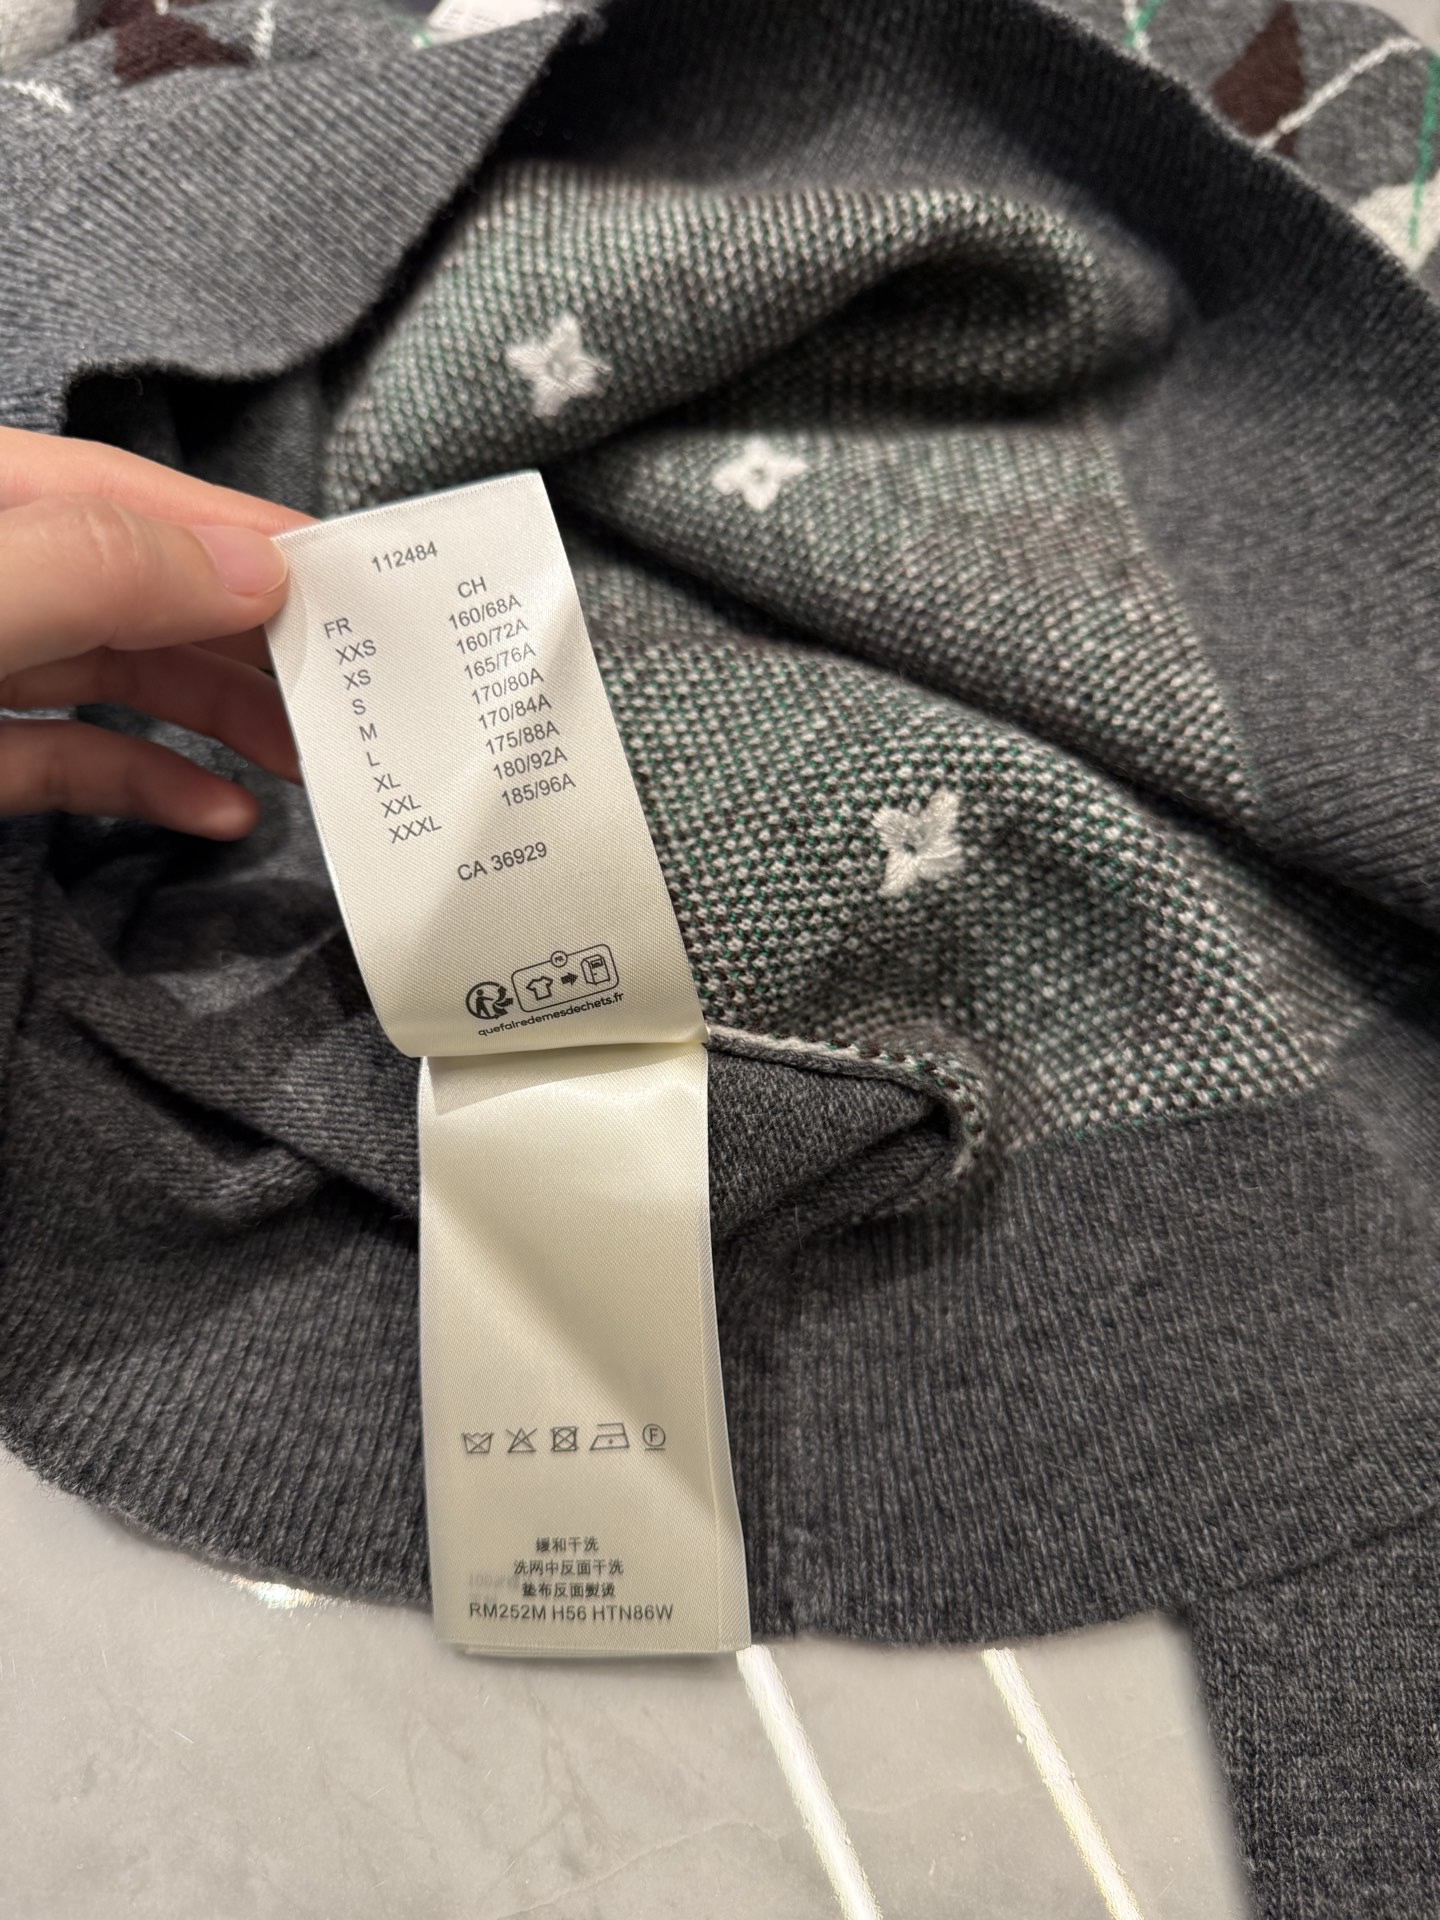 112484
FR CH
XXS 160/68A
XS 160/72A
S 165/76A
M 170/80A
L 170/84A
XL 175/88A
XXL 180/92A
XXXL 185/96A
CA 36929
FR
quefairedemesdechets.fr
F
缓和干洗
洗网中反面干洗
垫布反面熨烫
RM252M H56 HTN86W